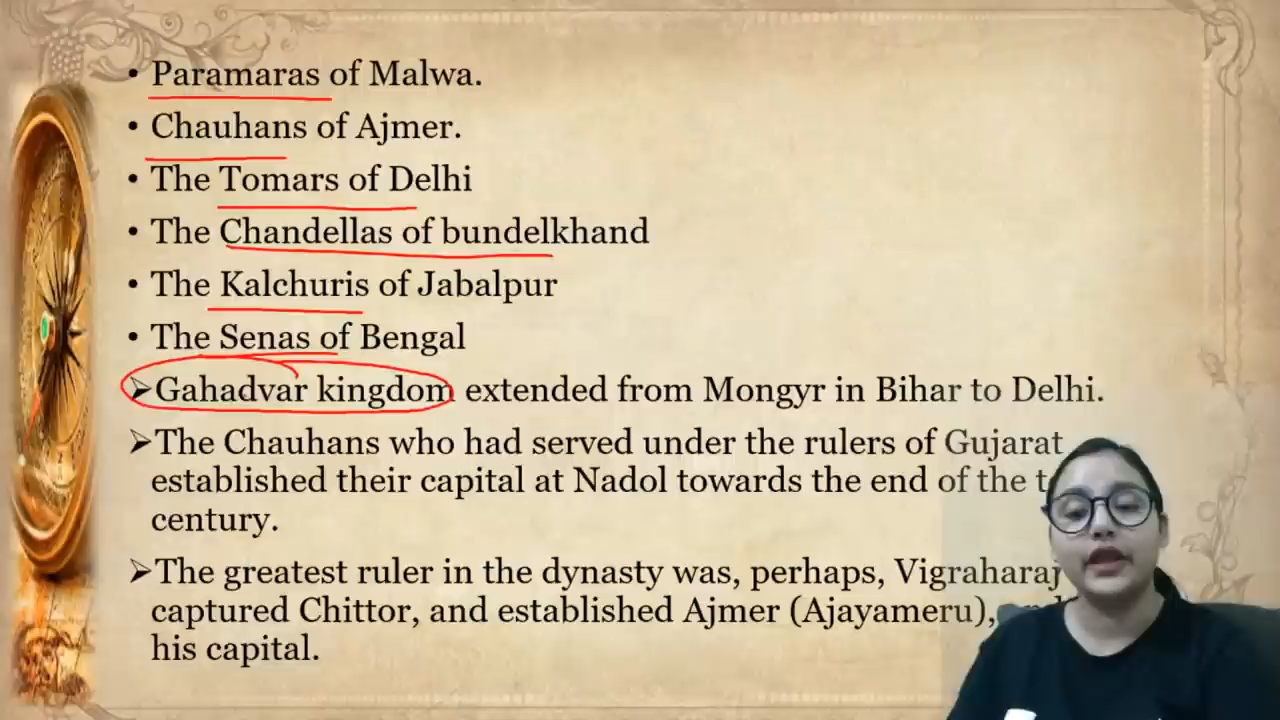 • Paramaras of Malwa.
• Chauhans of Ajmer.
• The Tomars of Delhi
• The Chandellas of bundelkhand
• The Kalchuris of Jabalpur
• The Senas of Bengal
➢Gahadvar kingdom extended from Mongyr in Bihar to Delhi.
➢The Chauhans who had served under the rulers of Gujarat
established their capital at Nadol towards the end of the
century.
➢The greatest ruler in the dynasty was, perhaps, Vigraharaj
captured Chittor, and established Ajmer (Ajayameru),
his capital.